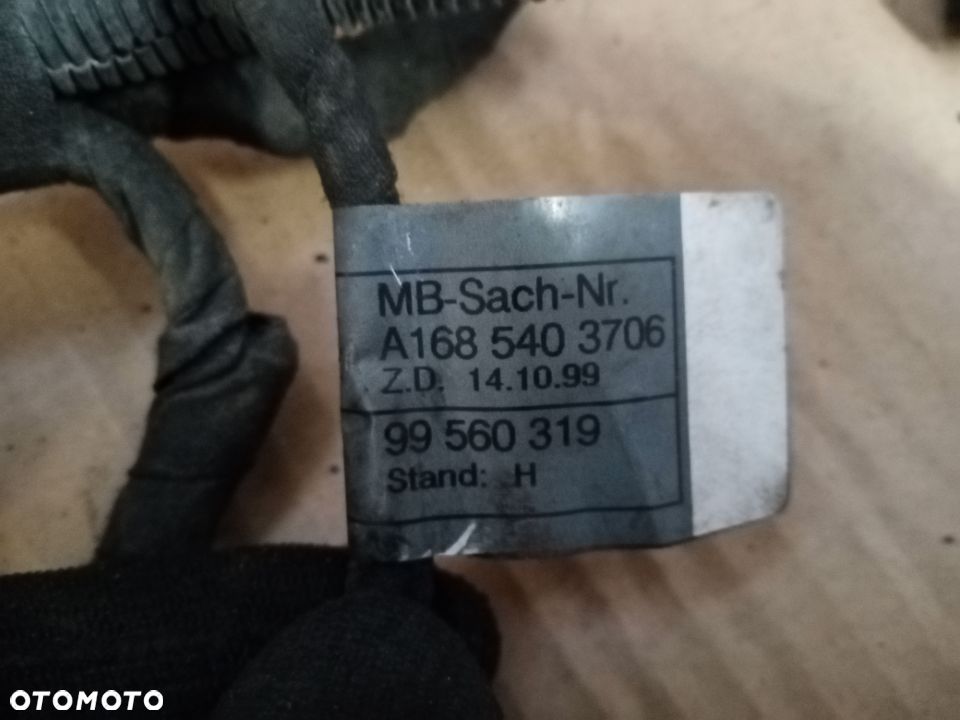 MB-Sach-Nr.
A168 540 3706
Z.D. 14.10.99
99 560 319
Stand: H
OTOMOTO